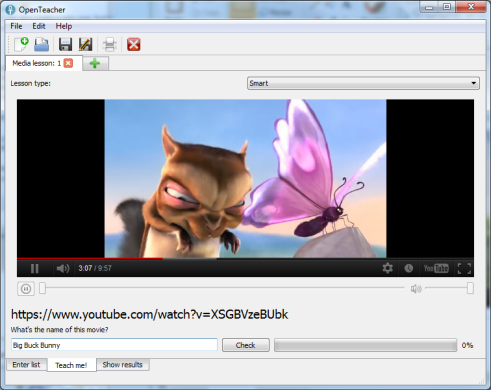 OpenTeacher
File Edit Help
Media lesson: 1
Lesson type: Smart
3:07 / 9:57 YouTube
https://www.youtube.com/watch?v=XSGBVzeBUbk
What's the name of this movie?
Big Buck Bunny Check 0%
Enter list Teach me! Show results